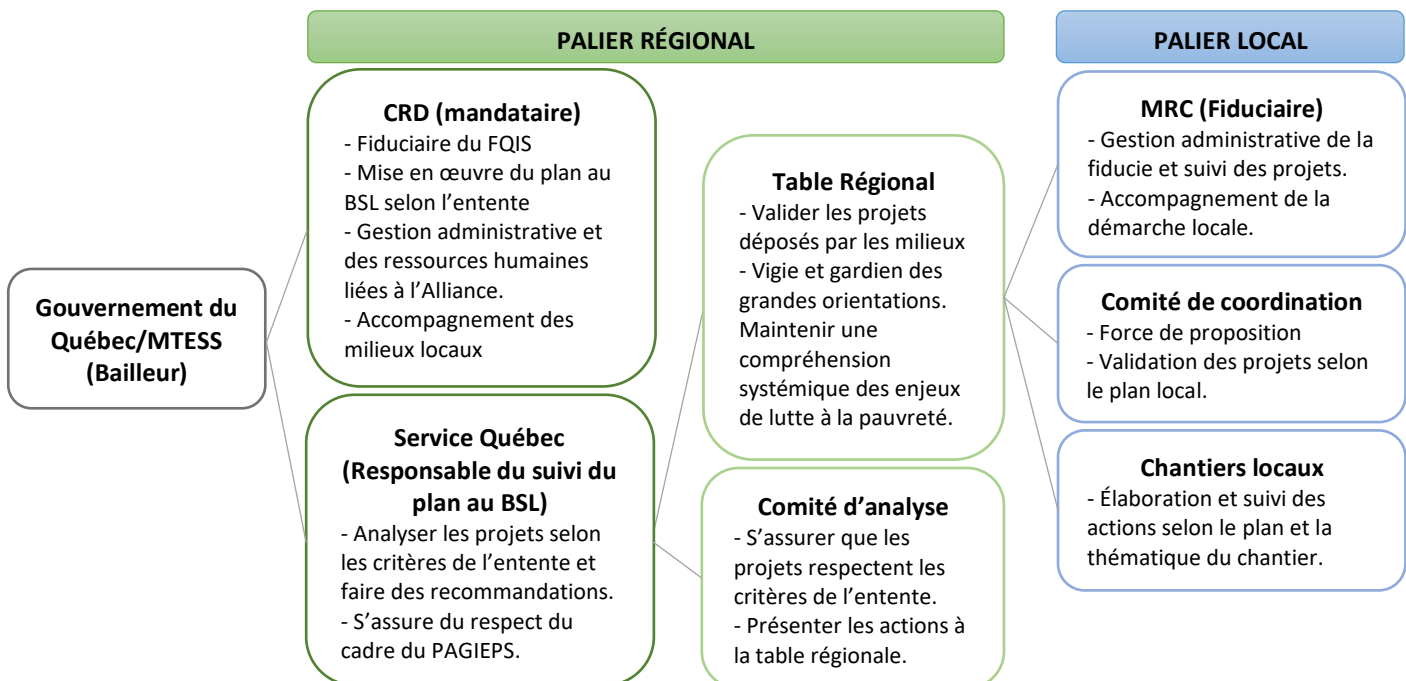 PALIER RÉGIONAL
PALIER LOCAL
Gouvernement du
Québec/MTESS
(Bailleur)
CRD (mandataire)
- Fiduciaire du FQIS
- Mise en œuvre du plan au
BSL selon l’entente
- Gestion administrative et
des ressources humaines
liées à l’Alliance.
- Accompagnement des
milieux locaux
Service Québec
(Responsable du suivi du
plan au BSL)
- Analyser les projets selon
les critères de l’entente et
faire des recommandations.
- S’assure du respect du
cadre du PAGIEPS.
Table Régional
- Valider les projets
déposés par les milieux
- Vigie et gardien des
grandes orientations.
Maintenir une
compréhension
systémique des enjeux
de lutte à la pauvreté.
Comité d’analyse
- S’assurer que les
projets respectent les
critères de l’entente.
- Présenter les actions à
la table régionale.
MRC (Fiduciaire)
- Gestion administrative de la
fiducie et suivi des projets.
- Accompagnement de la
démarche locale.
Comité de coordination
- Force de proposition
- Validation des projets selon
le plan local.
Chantiers locaux
- Élaboration et suivi des
actions selon le plan et la
thématique du chantier.